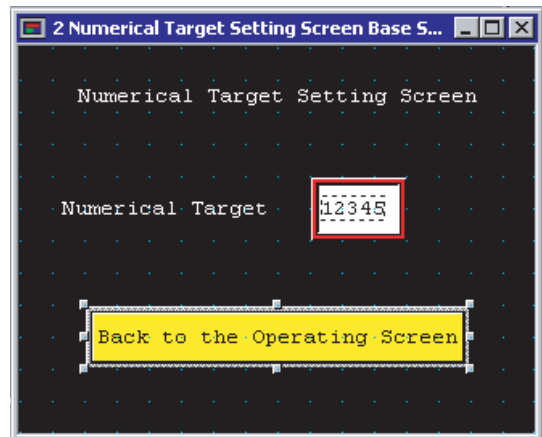 2 Numerical Target Setting Screen Base S...
Numerical Target Setting Screen
Numerical Target 12345
Back to the Operating Screen